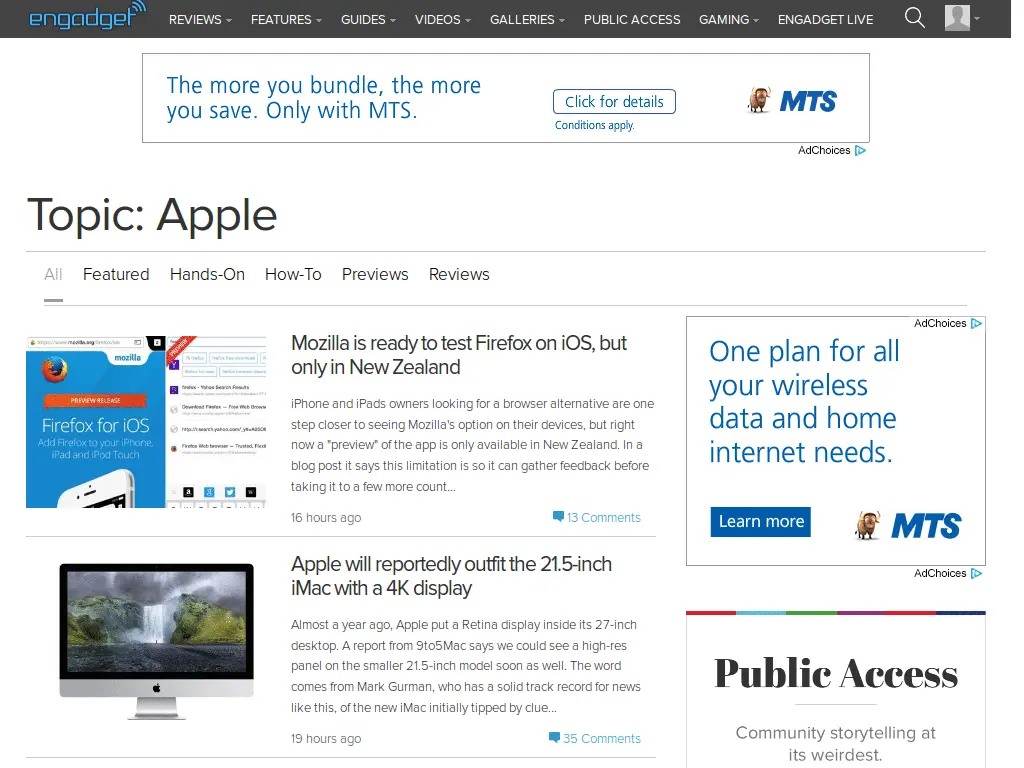 engadget
REVIEWS FEATURES GUIDES VIDEOS GALLERIES PUBLIC ACCESS GAMING ENGADGET LIVE
The more you bundle, the more
you save. Only with MTS.
Click for details
Conditions apply.
MTS
AdChoices
Topic: Apple
All Featured Hands-On How-To Previews Reviews
mozilla
PREVIEW
PREVIEW RELEASE
Firefox for iOS
Add Firefox to your iPhone,
iPad and iPod Touch
firefox - Yahoo Search Results
Mozilla is ready to test Firefox on iOS, but
only in New Zealand
iPhone and iPads owners looking for a browser alternative are one
step closer to seeing Mozilla's option on their devices, but right
now a "preview" of the app is only available in New Zealand. In a
blog post it says this limitation is so it can gather feedback before
taking it to a few more count...
16 hours ago
13 Comments
Apple will reportedly outfit the 21.5-inch
iMac with a 4K display
Almost a year ago, Apple put a Retina display inside its 27-inch
desktop. A report from 9to5Mac says we could see a high-res
panel on the smaller 21.5-inch model soon as well. The word
comes from Mark Gurman, who has a solid track record for news
like this, of the new iMac initially tipped by clue...
19 hours ago
35 Comments
AdChoices
One plan for all
your wireless
data and home
internet needs.
Learn more
MTS
AdChoices
Public Access
Community storytelling at
its weirdest.